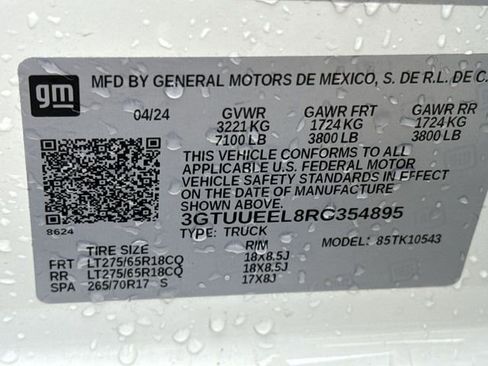 gm MFD BY GENERAL MOTORS DE MEXICO, S. DE R.L. DE C.
04/24 GVWR GAWR FRT GAWR RR
3221 KG 1724 KG 1724 KG
7100 LB 3800 LB 3800 LB
THIS VEHICLE CONFORMS TO ALL
APPLICABLE U.S. FEDERAL MOTOR
VEHICLE SAFETY STANDARDS IN EFFECT
ON THE DATE OF MANUFACTURE
SHOWN ABOVE.
3GTUUEEL8RG354895
8624 TYPE: TRUCK MODEL: 85TK10543
TIRE SIZE RIM
FRT LT275/65R18CQ 18X8.5J
RR LT275/65R18CQ 18X8.5J
SPA 265/70R17 S 17X8J